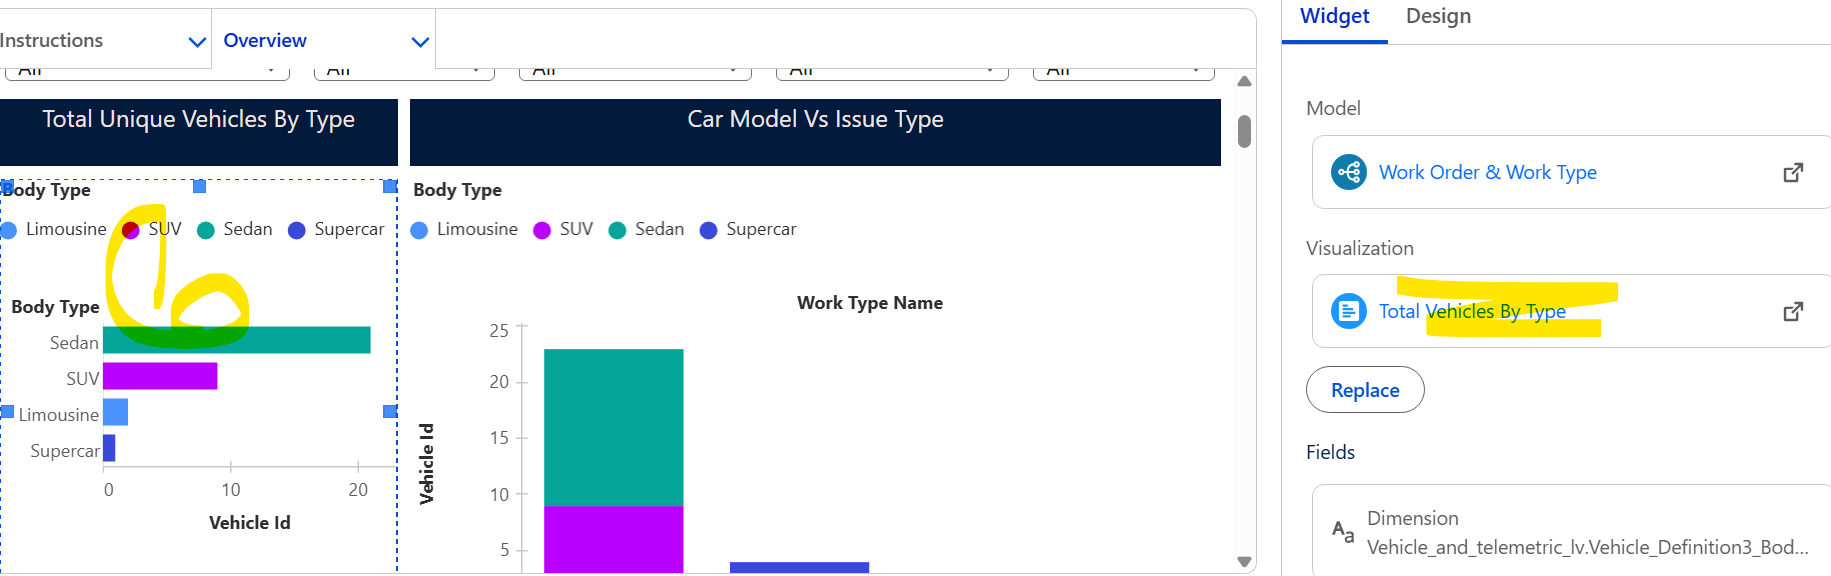 Instructions
Overview
Widget
Design
All
All
All
All
All
Total Unique Vehicles By Type
Car Model Vs Issue Type
Body Type
Limousine SUV Sedan Supercar
Body Type
Sedan
SUV
Limousine
Supercar
0 10 20
Vehicle Id
Body Type
Limousine SUV Sedan Supercar
Work Type Name
25
20
15
10
5
Vehicle Id
Model
Work Order & Work Type
Visualization
Total Vehicles By Type
Replace
Fields
Aa
Dimension
Vehicle_and_telemetric_lv.Vehicle_Definition3_Bod...